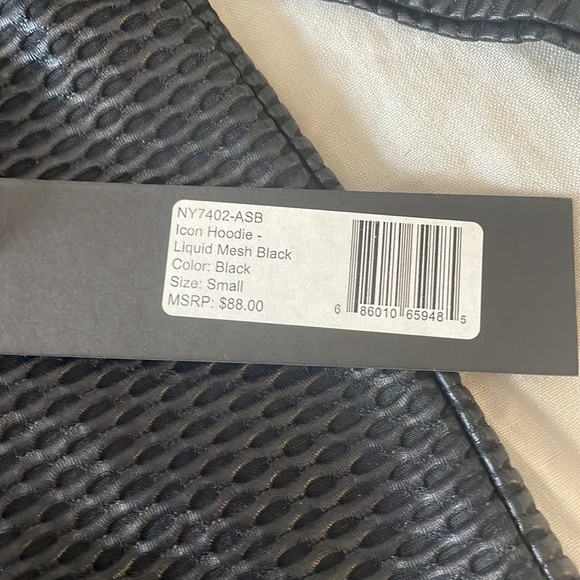 NY7402-ASB
Icon Hoodie -
Liquid Mesh Black
Color: Black
Size: Small
MSRP: $88.00
6 86010 65948 5